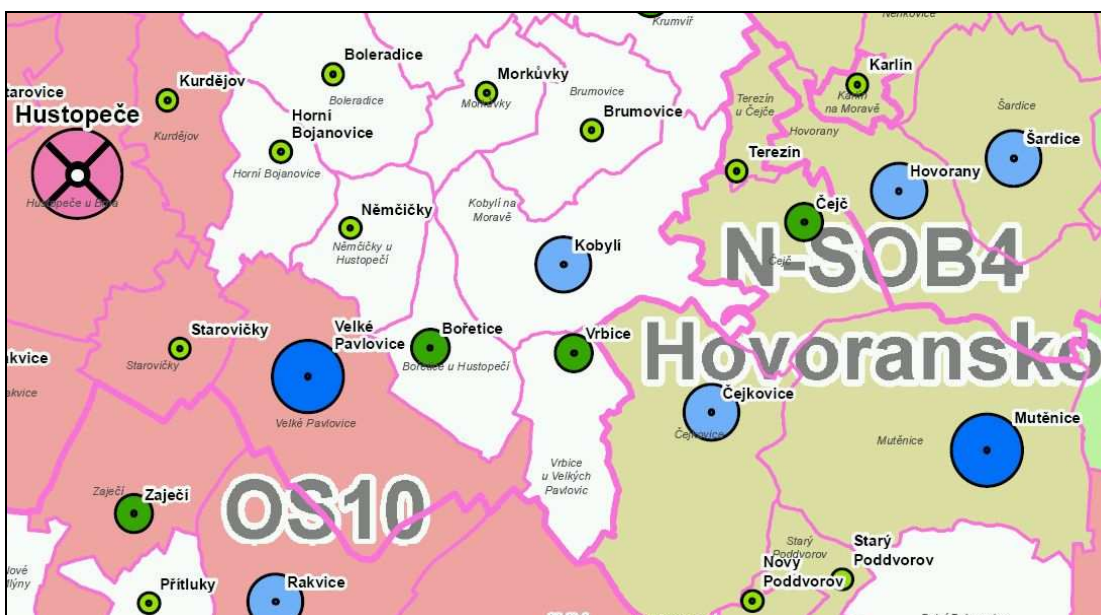 Krumvíř
Nenkovice
Boleradice
Boleradice
Morkůvky
Morkůvky
Brumovice
Brumovice
Karlín
Karlín
na Moravě
Šardice
Šardice
Kurdějov
Kurdějov
Hustopeče
Hustopeče u Brna
Horní
Bojanovice
Horní Bojanovice
Terezín
u Čejče
Terezín
Hovorany
Hovorany
Němčičky
Němčičky u
Hustopečí
Kobylí na
Moravě
Kobylí
Čejč
Čejč
N-SOB4
Hovoransko
Starovičky
Starovičky
Velké
Pavlovice
Velké Pavlovice
Bořetice
Bořetice u Hustopečí
Vrbice
Vrbice
u Velkých
Pavlovic
Čejkovice
Čejkovice
Mutěnice
Mutěnice
Zaječí
Zaječí
OS10
Starý
Poddvorov
Starý
Poddvorov
Nový
Poddvorov
Nové
Přítluky
Rakvice